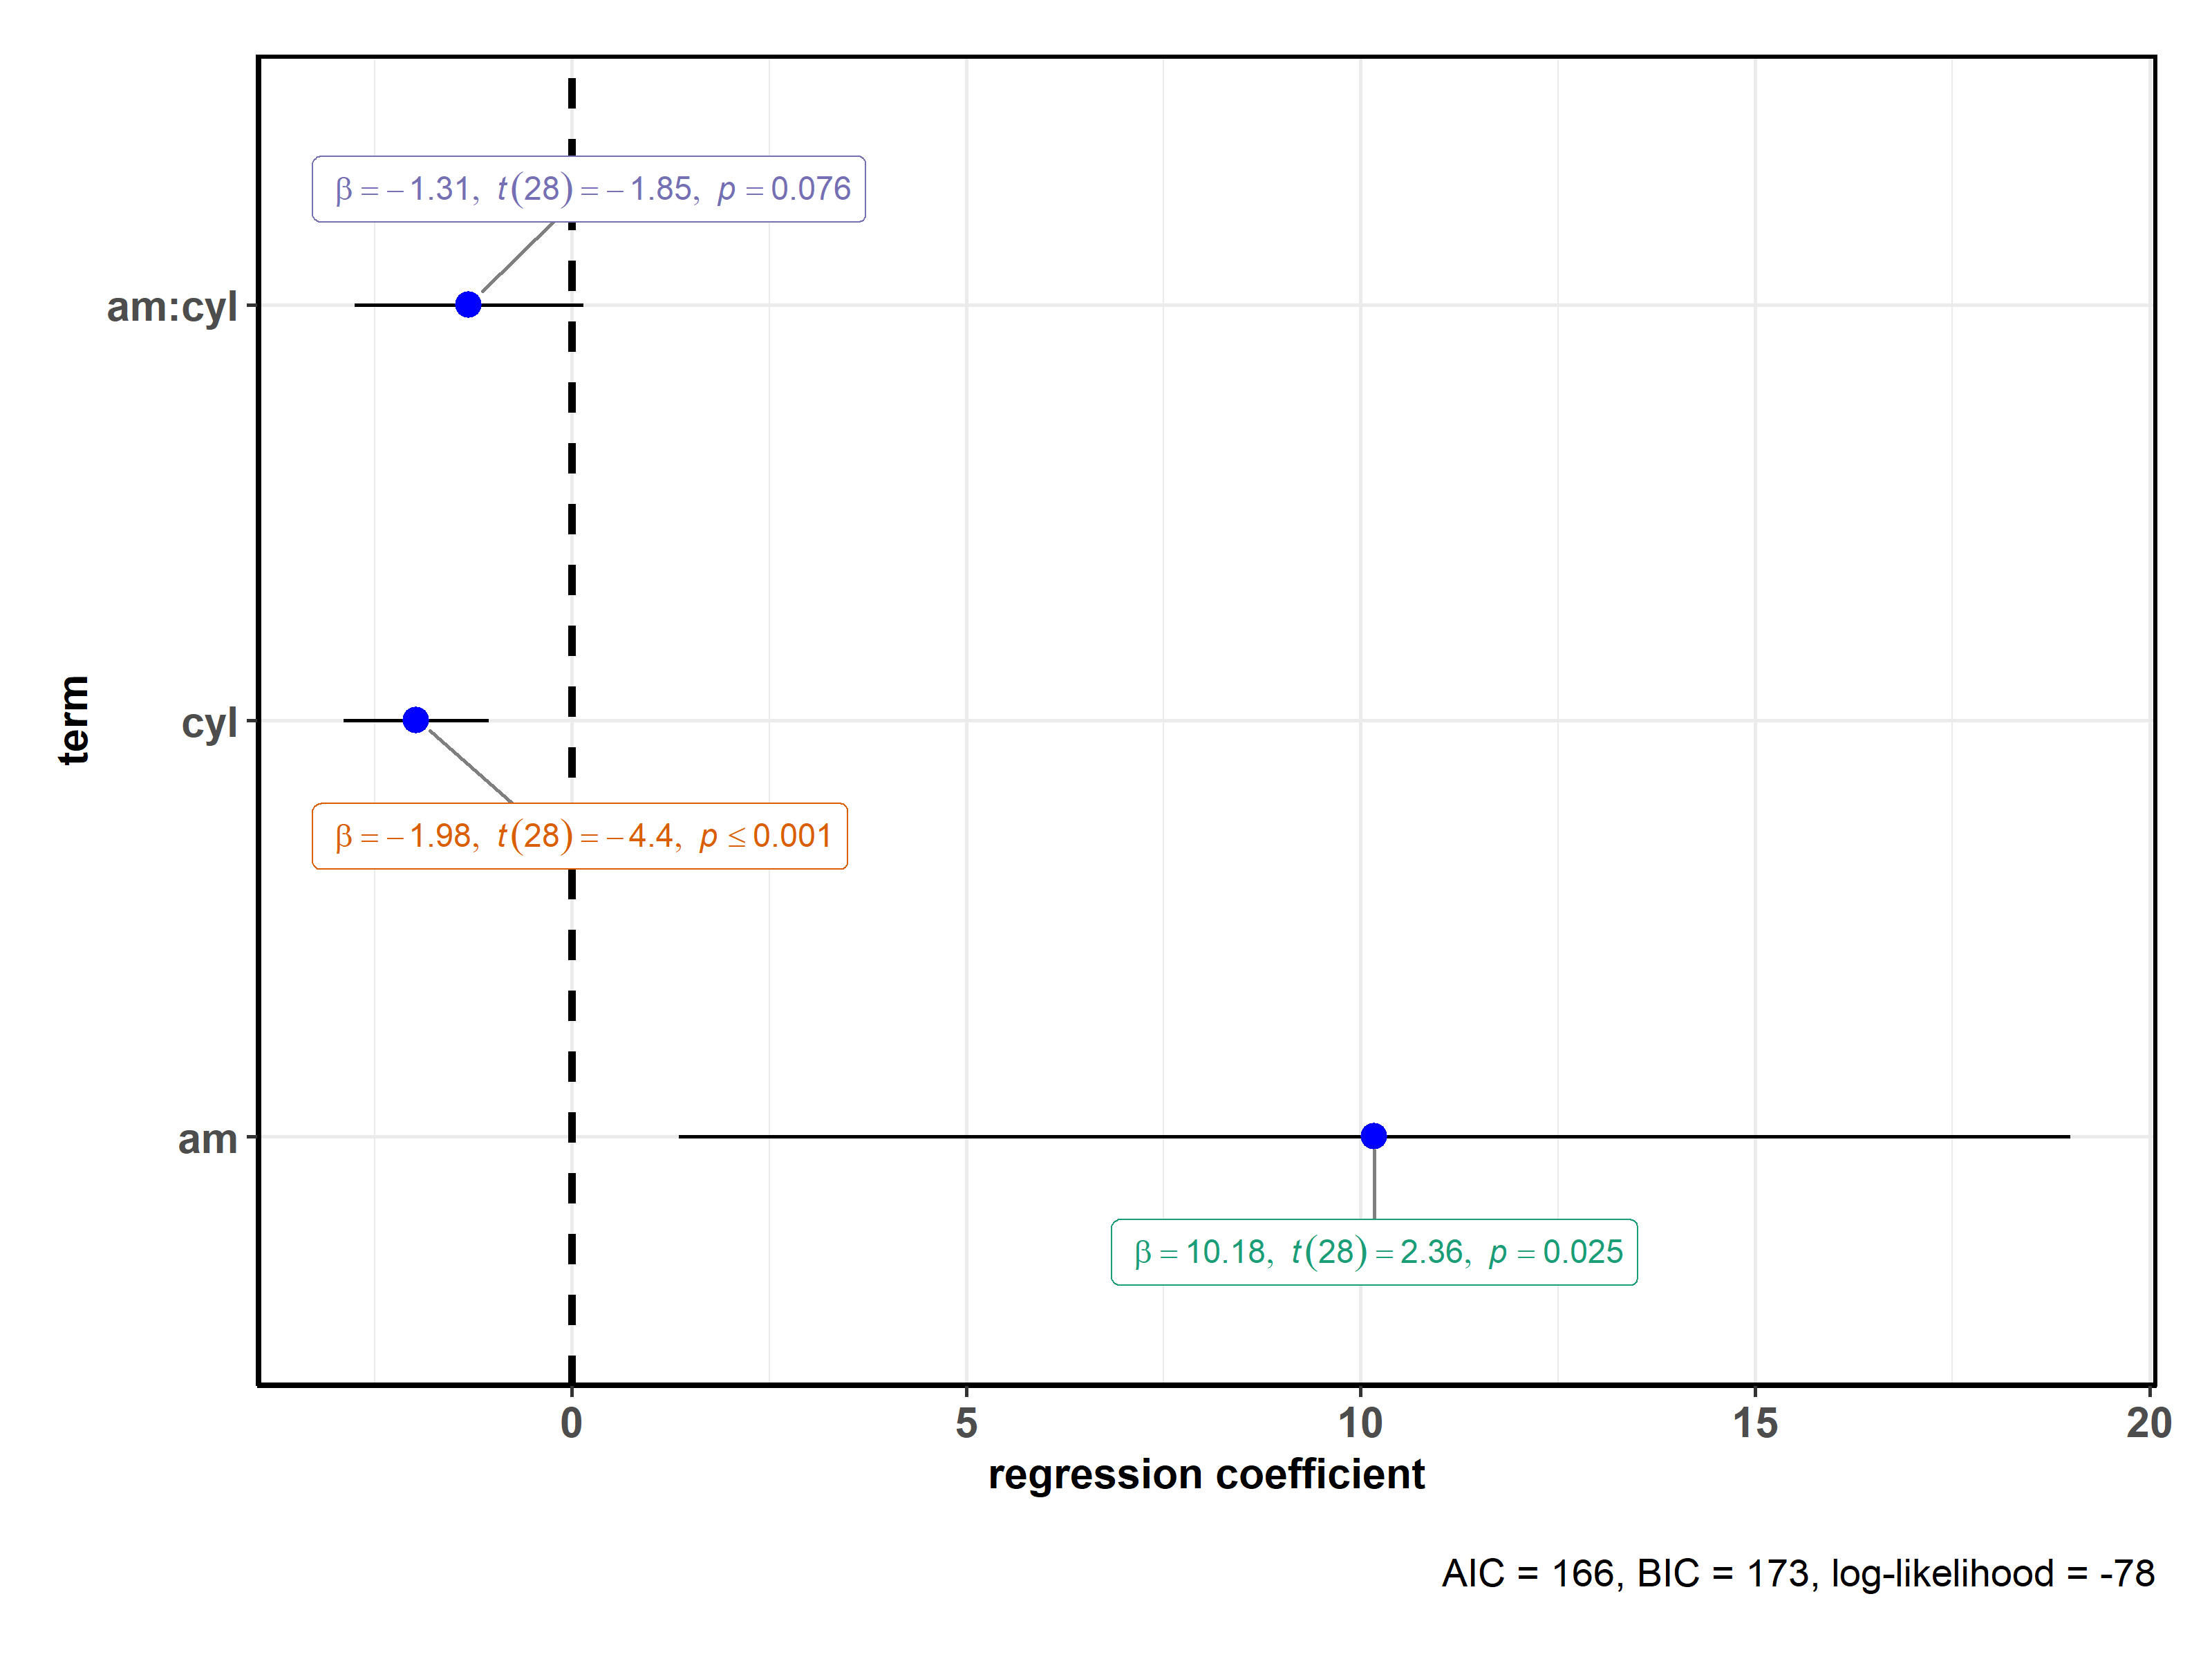 β = −1.31, t(28) = −1.85, p = 0.076
am:cyl
cyl
β = −1.98, t(28) = −4.4, p ≤ 0.001
term
am
β = 10.18, t(28) = 2.36, p = 0.025
0 5 10 15 20
regression coefficient
AIC = 166, BIC = 173, log-likelihood = -78